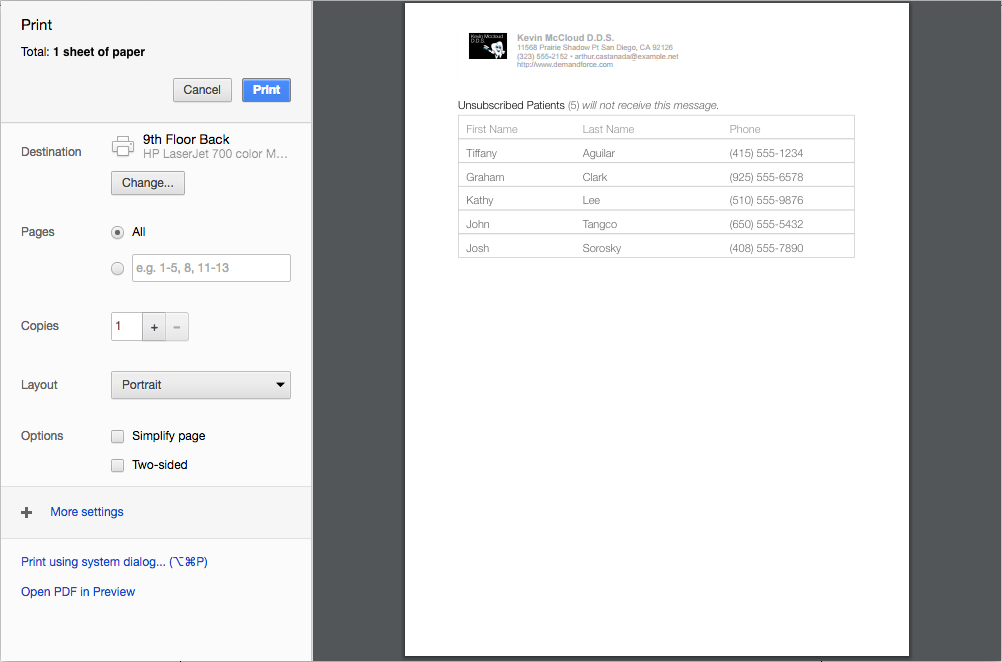 Print
Total: 1 sheet of paper
Cancel
Print
Destination
9th Floor Back
HP LaserJet 700 color M...
Change...
Pages
All
e.g. 1-5, 8, 11-13
Copies
1
+
−
Layout
Portrait
Options
Simplify page
Two-sided
+ More settings
Print using system dialog... (⌥⌘P)
Open PDF in Preview
Kevin Mccloud
D.D.S.
Kevin McCloud D.D.S.
11568 Prairie Shadow Pt San Diego, CA 92126
(323) 555-2152 • arthur.castanada@example.net
http://www.demandforce.com
Unsubscribed Patients (5) will not receive this message.
First Name Last Name Phone
Tiffany Aguilar (415) 555-1234
Graham Clark (925) 555-6578
Kathy Lee (510) 555-9876
John Tangco (650) 555-5432
Josh Sorosky (408) 555-7890